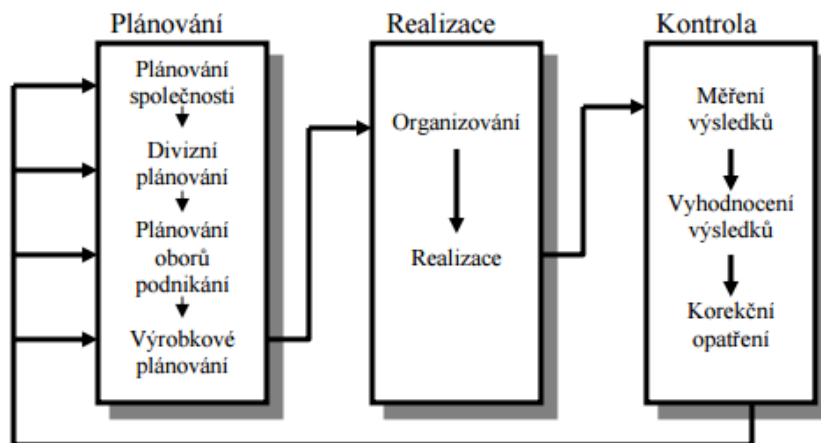 Plánování
Plánování
společnosti
Divizní
plánování
Plánování
oborů
podnikání
Výrobkové
plánování
Realizace
Organizování
Realizace
Kontrola
Měření
výsledků
Vyhodnocení
výsledků
Korekční
opatření